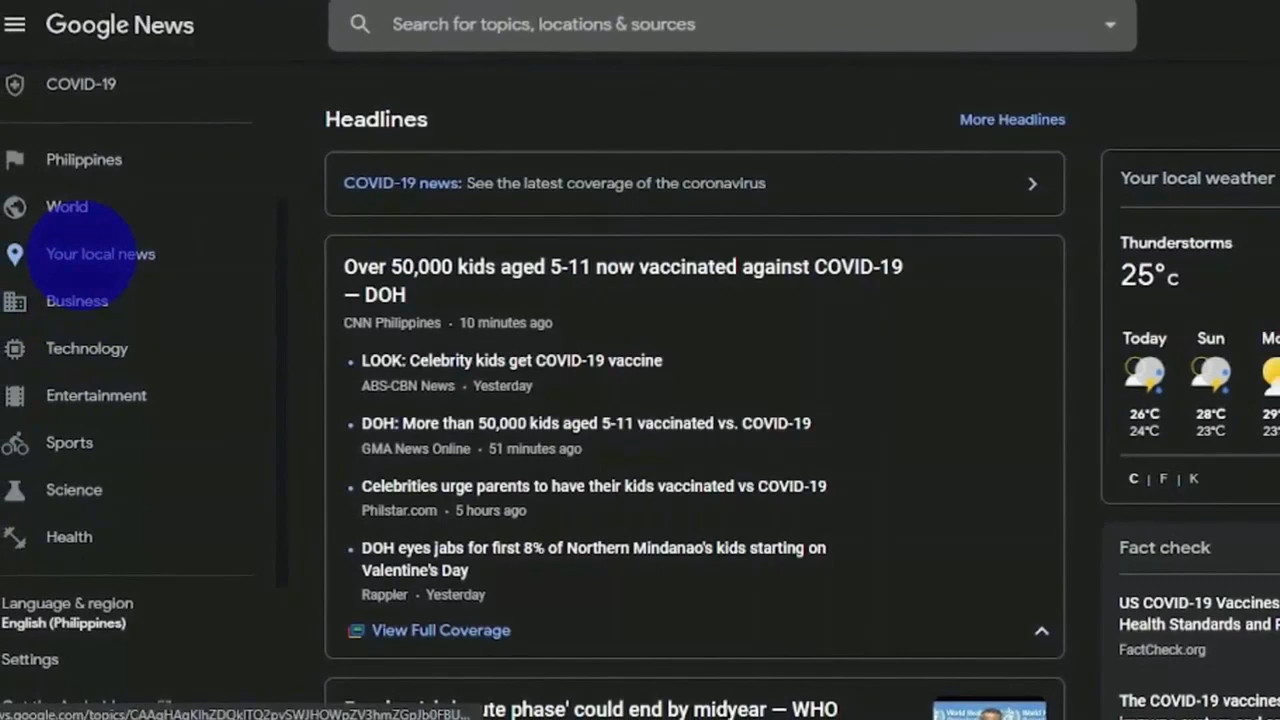 Google News
Search for topics, locations & sources
COVID-19
Philippines
World
Your local news
Business
Technology
Entertainment
Sports
Science
Health
Language & region
English (Philippines)
Settings
Headlines
More Headlines
COVID-19 news: See the latest coverage of the coronavirus
Over 50,000 kids aged 5-11 now vaccinated against COVID-19
— DOH
CNN Philippines · 10 minutes ago
LOOK: Celebrity kids get COVID-19 vaccine
ABS-CBN News · Yesterday
DOH: More than 50,000 kids aged 5-11 vaccinated vs. COVID-19
GMA News Online · 51 minutes ago
Celebrities urge parents to have their kids vaccinated vs COVID-19
Philstar.com · 5 hours ago
DOH eyes jabs for first 8% of Northern Mindanao's kids starting on
Valentine's Day
Rappler · Yesterday
View Full Coverage
phase' could end by midyear — WHO
Your local weather
Thunderstorms
25°C
Today Sun
26°C 28°C
24°C 23°C
C | F | K
Fact check
US COVID-19 Vaccines
Health Standards and
FactCheck.org
The COVID-19 vaccines